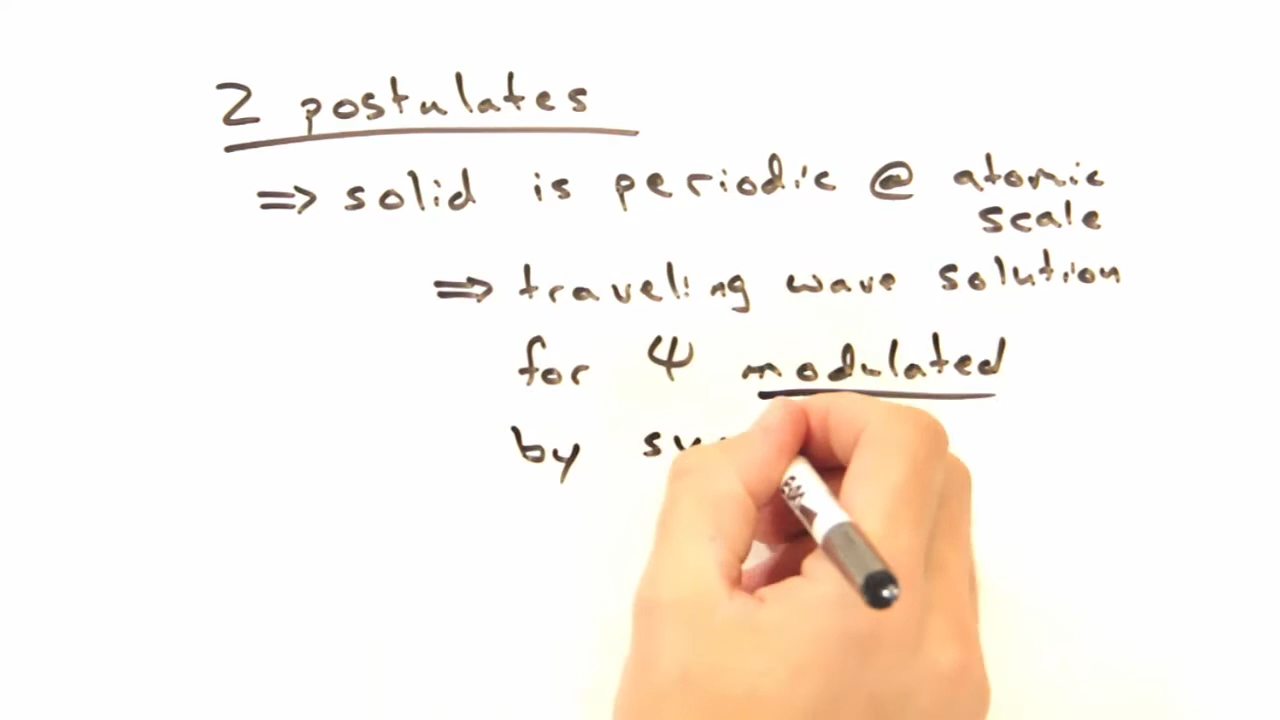 2 postulates
⇒ solid is periodic @ atomic
scale
⇒ traveling wave solution
for ψ modulated
by